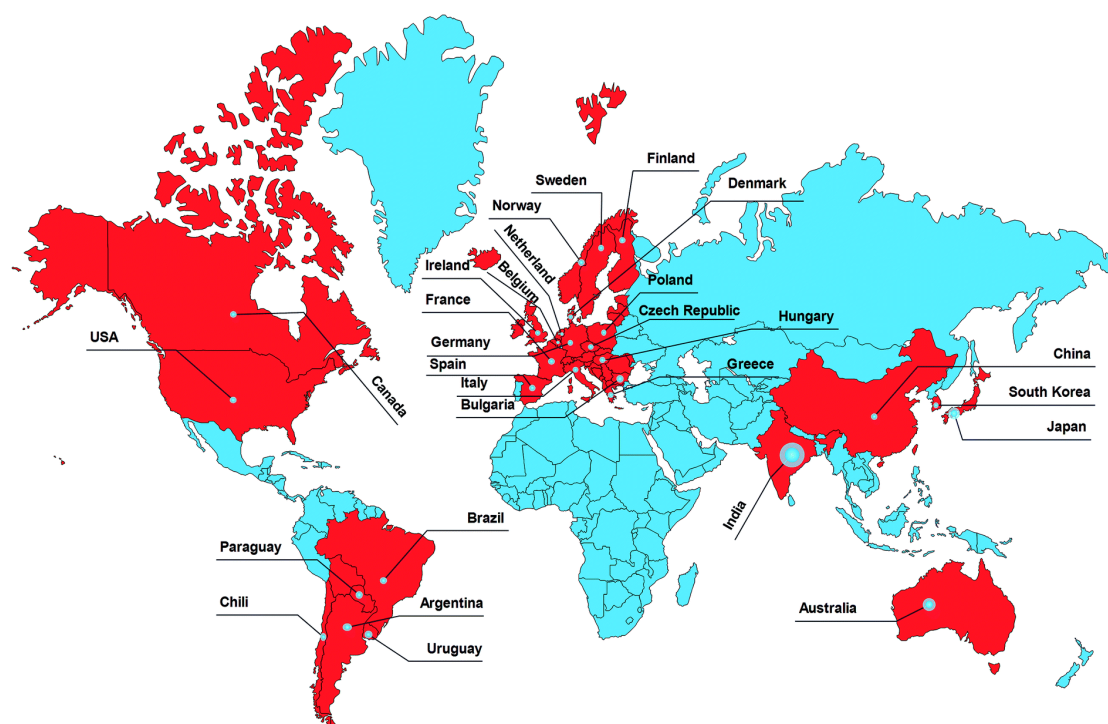 Finland
Sweden
Denmark
Norway
Netherland
Ireland
Belgium
Poland
France
Czech Republic
Hungary
USA
Germany
China
Spain
Greece
Canada
Italy
South Korea
Bulgaria
Japan
India
Brazil
Paraguay
Chili
Argentina
Australia
Uruguay